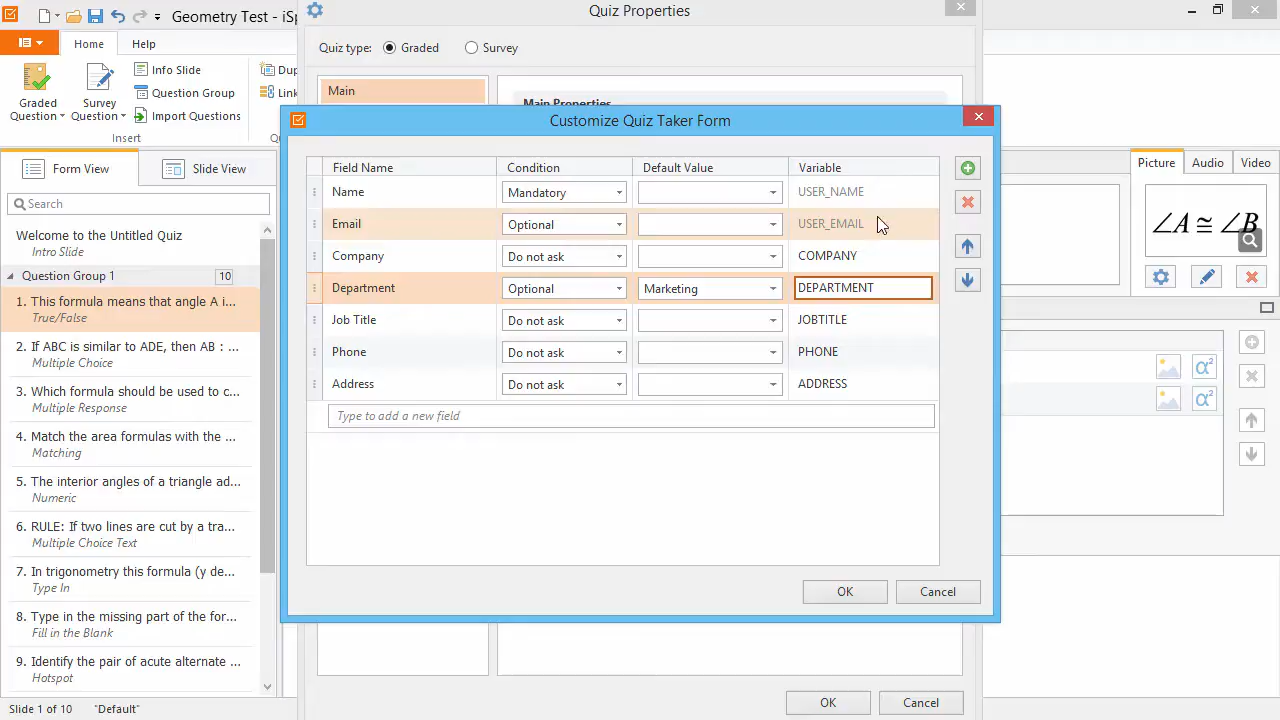 Geometry Test - iSp
Quiz Properties
Home
Help
Quiz type:
Graded
Survey
Graded
Question
Survey
Question
Info Slide
Question Group
Import Questions
Dup
Link
Insert
Main
Main Properties
Customize Quiz Taker Form
Form View
Slide View
Search
Welcome to the Untitled Quiz
Intro Slide
Question Group 1
10
1. This formula means that angle A i...
True/False
2. If ABC is similar to ADE, then AB : ...
Multiple Choice
3. Which formula should be used to c...
Multiple Response
4. Match the area formulas with the ...
Matching
5. The interior angles of a triangle ad...
Numeric
6. RULE: If two lines are cut by a tra...
Multiple Choice Text
7. In trigonometry this formula (y de...
Type In
8. Type in the missing part of the for...
Fill in the Blank
9. Identify the pair of acute alternate ...
Hotspot
Slide 1 of 10
"Default"
Field Name Condition Default Value Variable
Name Mandatory USER_NAME
Email Optional USER_EMAIL
Company Do not ask COMPANY
Department Optional Marketing DEPARTMENT
Job Title Do not ask JOBTITLE
Phone Do not ask PHONE
Address Do not ask ADDRESS
Type to add a new field
OK
Cancel
OK
Cancel
Picture
Audio
Video
∠A ≅ ∠B
α²
α²